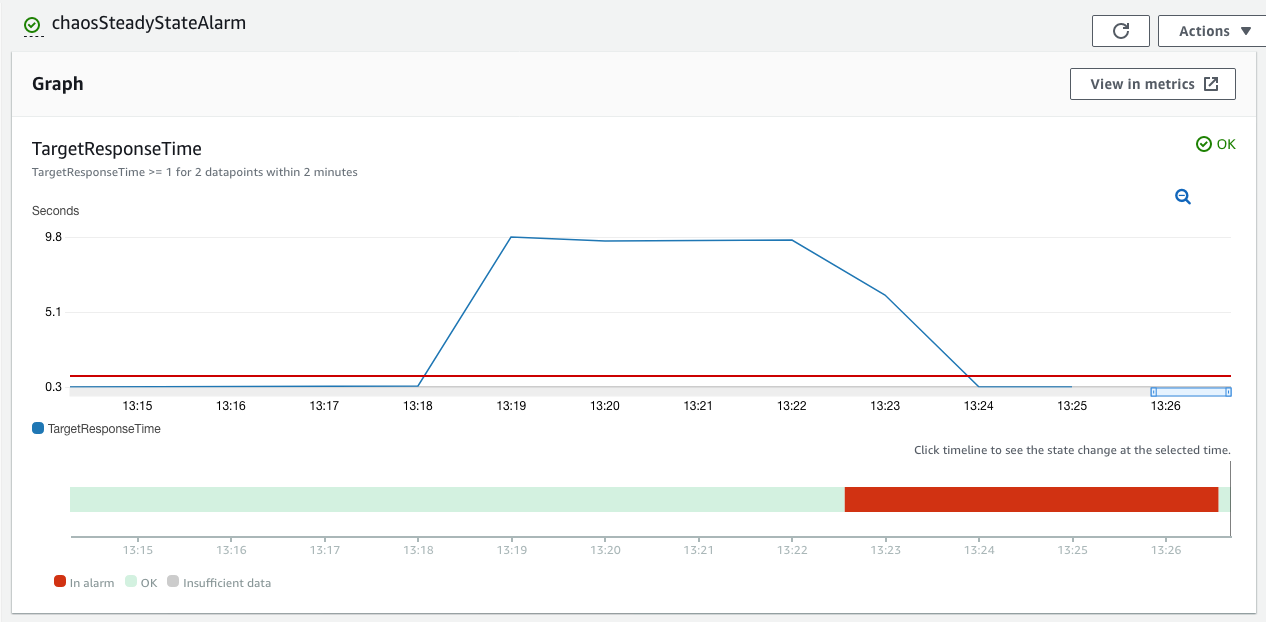 chaosSteadyStateAlarm
Actions
Graph
View in metrics
TargetResponseTime
OK
TargetResponseTime >= 1 for 2 datapoints within 2 minutes
Seconds
9.8
5.1
0.3
13:15 13:16 13:17 13:18 13:19 13:20 13:21 13:22 13:23 13:24 13:25 13:26
TargetResponseTime
Click timeline to see the state change at the selected time.
13:15 13:16 13:17 13:18 13:19 13:20 13:21 13:22 13:23 13:24 13:25 13:26
In alarm OK Insufficient data